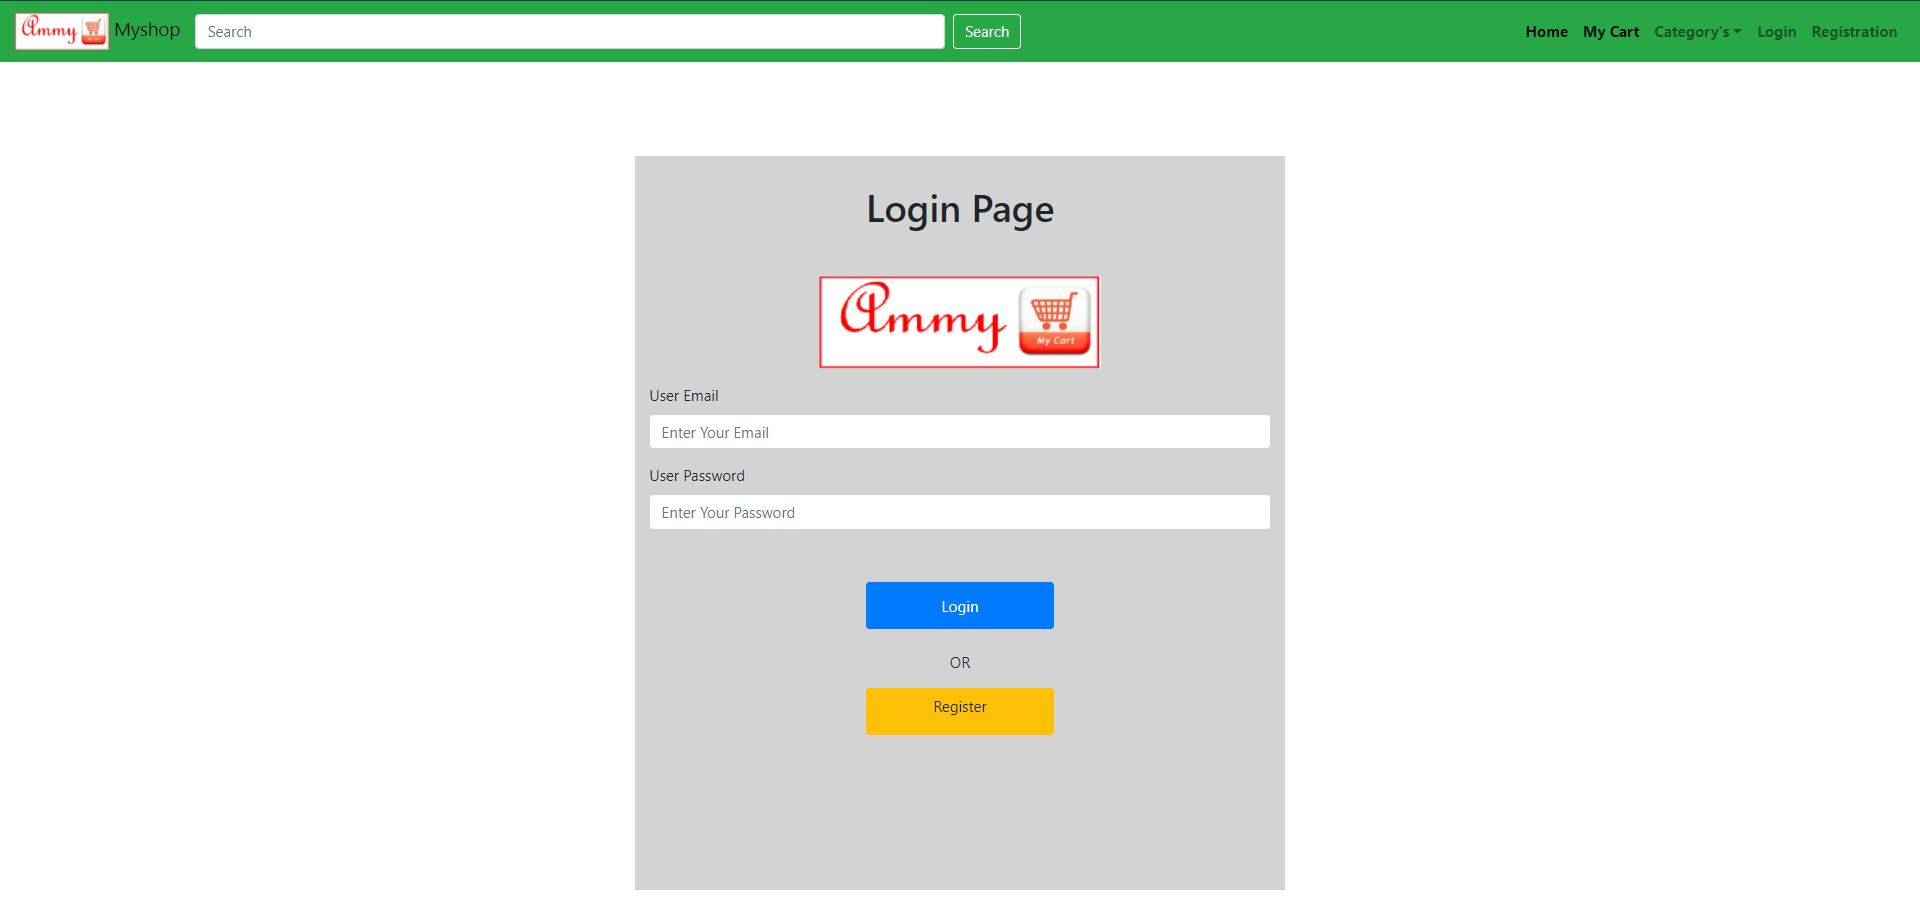 Ammy Myshop Search Search Home My Cart Category's Login Registration
Login Page
Ammy
My Cart
User Email
Enter Your Email
User Password
Enter Your Password
Login
OR
Register